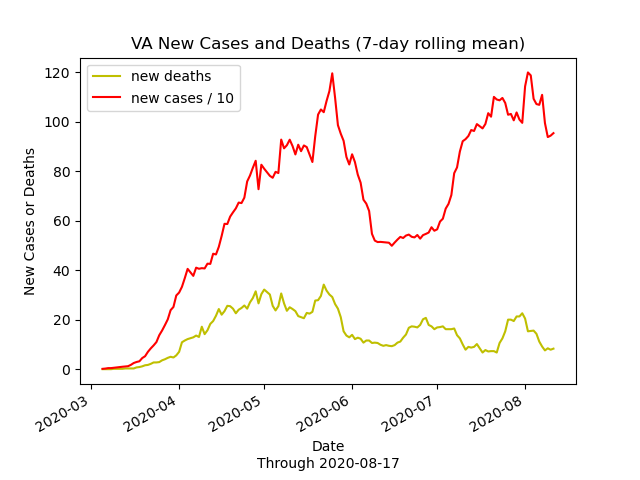 VA New Cases and Deaths (7-day rolling mean)
new deaths
new cases / 10
120
100
80
60
40
20
0
New Cases or Deaths
2020-03
2020-04
2020-05
2020-06
2020-07
2020-08
Date
Through 2020-08-17